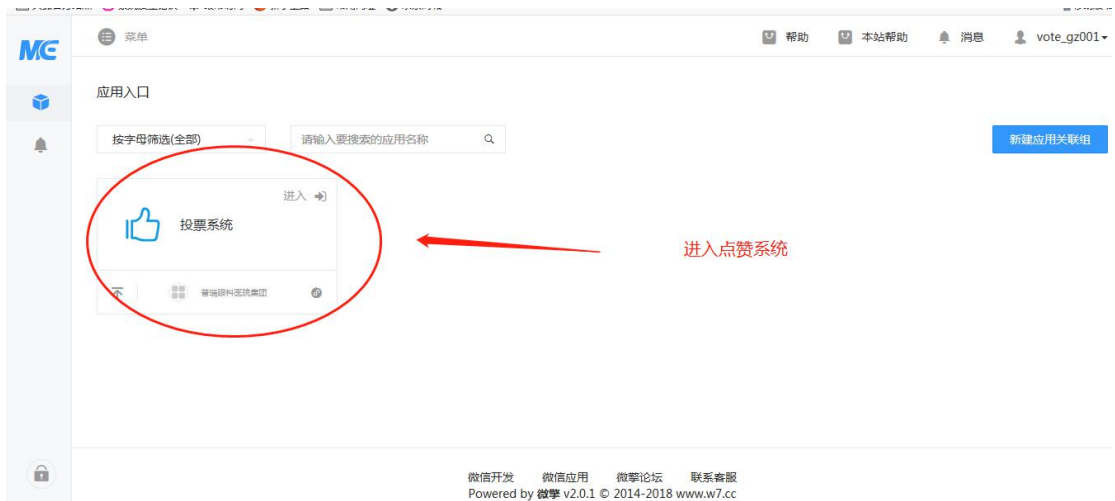 ME
菜单
帮助
本站帮助
消息
vote_gz001
应用入口
按字母筛选(全部)
请输入要搜索的应用名称
新建应用关联组
进入
投票系统
普瑞眼科医院集团
进入点赞系统
微信开发 微信应用 微擎论坛 联系客服
Powered by 微擎 v2.0.1 © 2014-2018 www.w7.cc